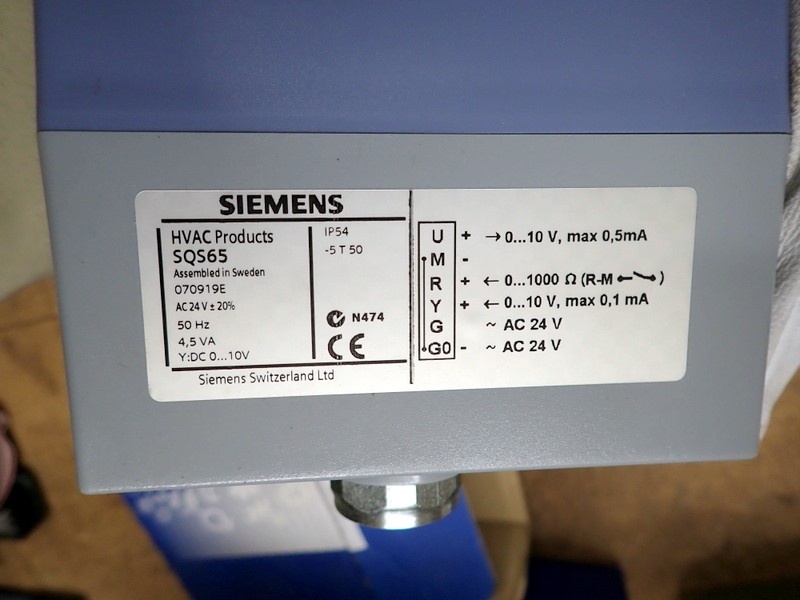 SIEMENS
HVAC Products
SQS65
Assembled in Sweden
070919E
AC 24 V ± 20%
50 Hz
4,5 VA
Y:DC 0...10V
IP54
-5 T 50
N474
CE
Siemens Switzerland Ltd
U + → 0...10 V, max 0,5mA
M -
R + ← 0...1000 Ω (R-M )
Y + ← 0...10 V, max 0,1 mA
G ~ AC 24 V
G0 - ~ AC 24 V